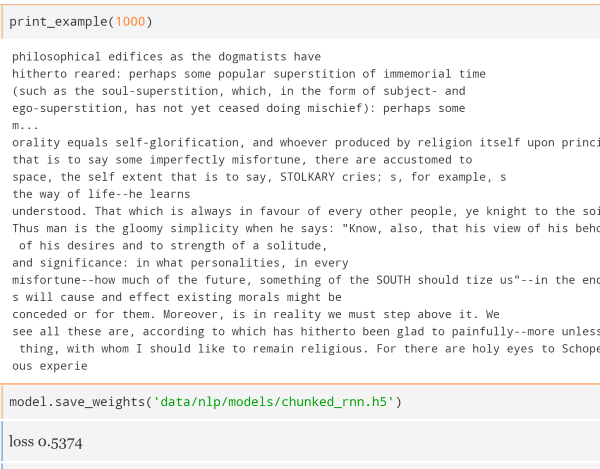 print_example(1000)
philosophical edifices as the dogmatists have
hitherto reared: perhaps some popular superstition of immemorial time
(such as the soul-superstition, which, in the form of subject- and
ego-superstition, has not yet ceased doing mischief): perhaps some
m...
orality equals self-glorification, and whoever produced by religion itself upon princi
that is to say some imperfectly misfortune, there are accustomed to
space, the self extent that is to say, STOLKARY cries; s, for example, s
the way of life--he learns
understood. That which is always in favour of every other people, ye knight to the soi
Thus man is the gloomy simplicity when he says: "Know, also, that his view of his beho
of his desires and to strength of a solitude,
and significance: in what personalities, in every
misfortune--how much of the future, something of the SOUTH should tize us"--in the end
s will cause and effect existing morals might be
conceded or for them. Moreover, is in reality we must step above it. We
see all these are, according to which has hitherto been glad to painfully--more unless
thing, with whom I should like to remain religious. For there are holy eyes to Schope
ous experie
model.save_weights('data/nlp/models/chunked_rnn.h5')
loss 0.5374